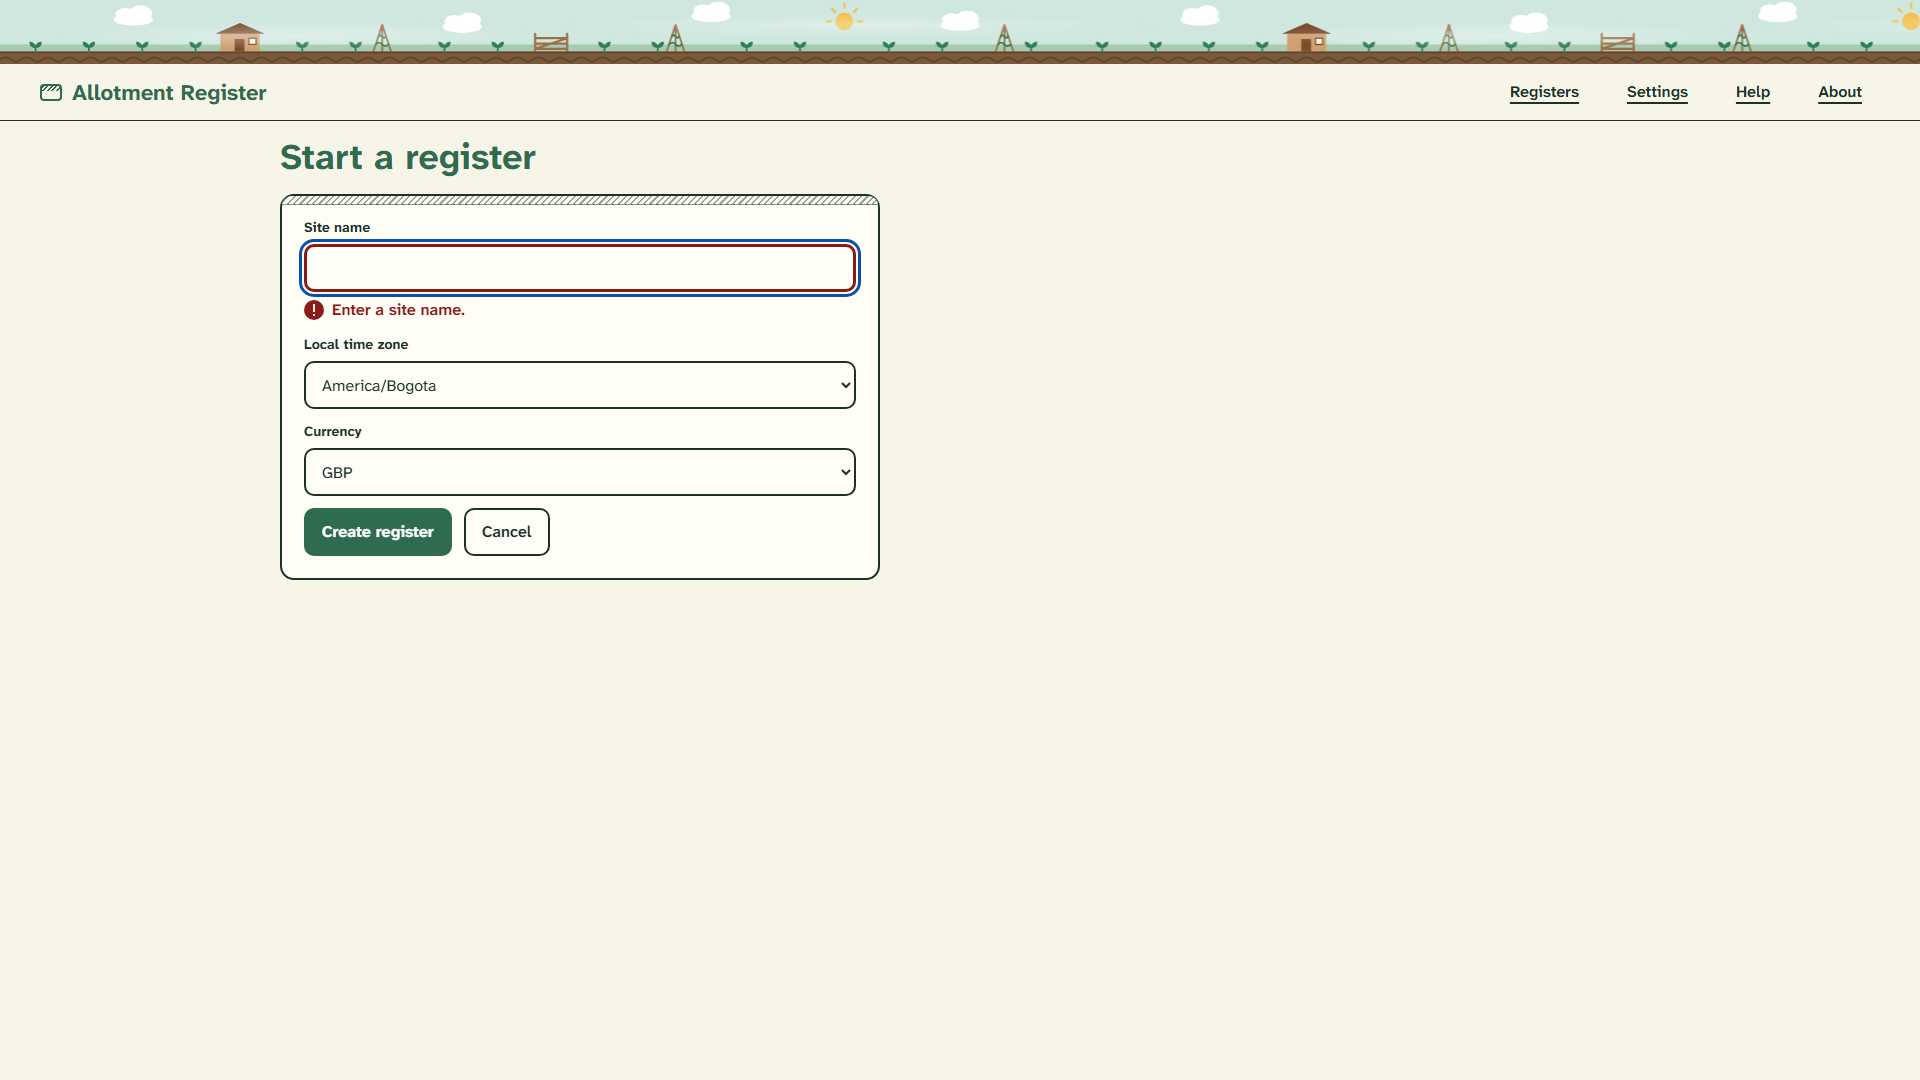 Allotment Register
Registers
Settings
Help
About
Start a register
Site name
Enter a site name.
Local time zone
America/Bogota
Currency
GBP
Create register
Cancel